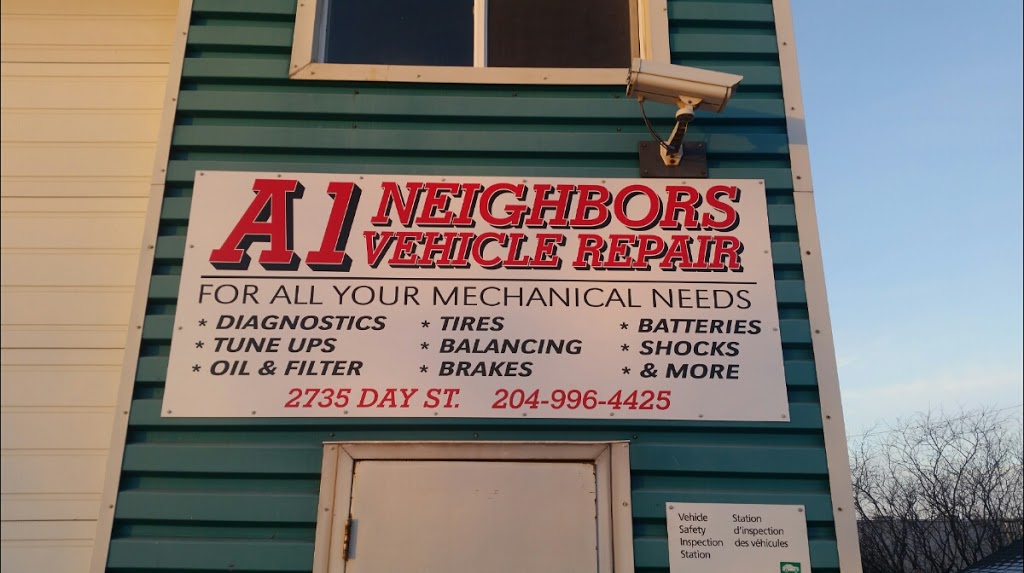 A1 NEIGHBORS
VEHICLE REPAIR
FOR ALL YOUR MECHANICAL NEEDS
* DIAGNOSTICS * TIRES * BATTERIES
* TUNE UPS * BALANCING * SHOCKS
* OIL & FILTER * BRAKES * & MORE
2735 DAY ST. 204-996-4425
Vehicle Station
Safety d'inspection
Inspection des véhicules
Station